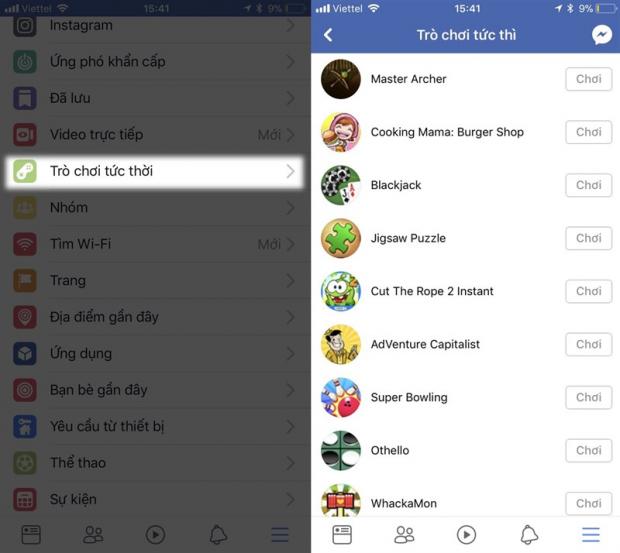 Viettel 15:41 9%
Instagram
Ứng phó khẩn cấp
Đã lưu
Video trực tiếp Mới
Trò chơi tức thời
Nhóm
Tìm Wi-Fi Mới
Trang
Địa điểm gần đây
Ứng dụng
Bạn bè gần đây
Yêu cầu từ thiết bị
Thể thao
Sự kiện
Viettel 15:41 9%
Trò chơi tức thì
Master Archer Chơi
Cooking Mama: Burger Shop Chơi
Blackjack Chơi
Jigsaw Puzzle Chơi
Cut The Rope 2 Instant Chơi
AdVenture Capitalist Chơi
Super Bowling Chơi
Othello Chơi
WhackaMon Chơi